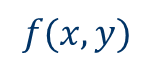 f(x, y)